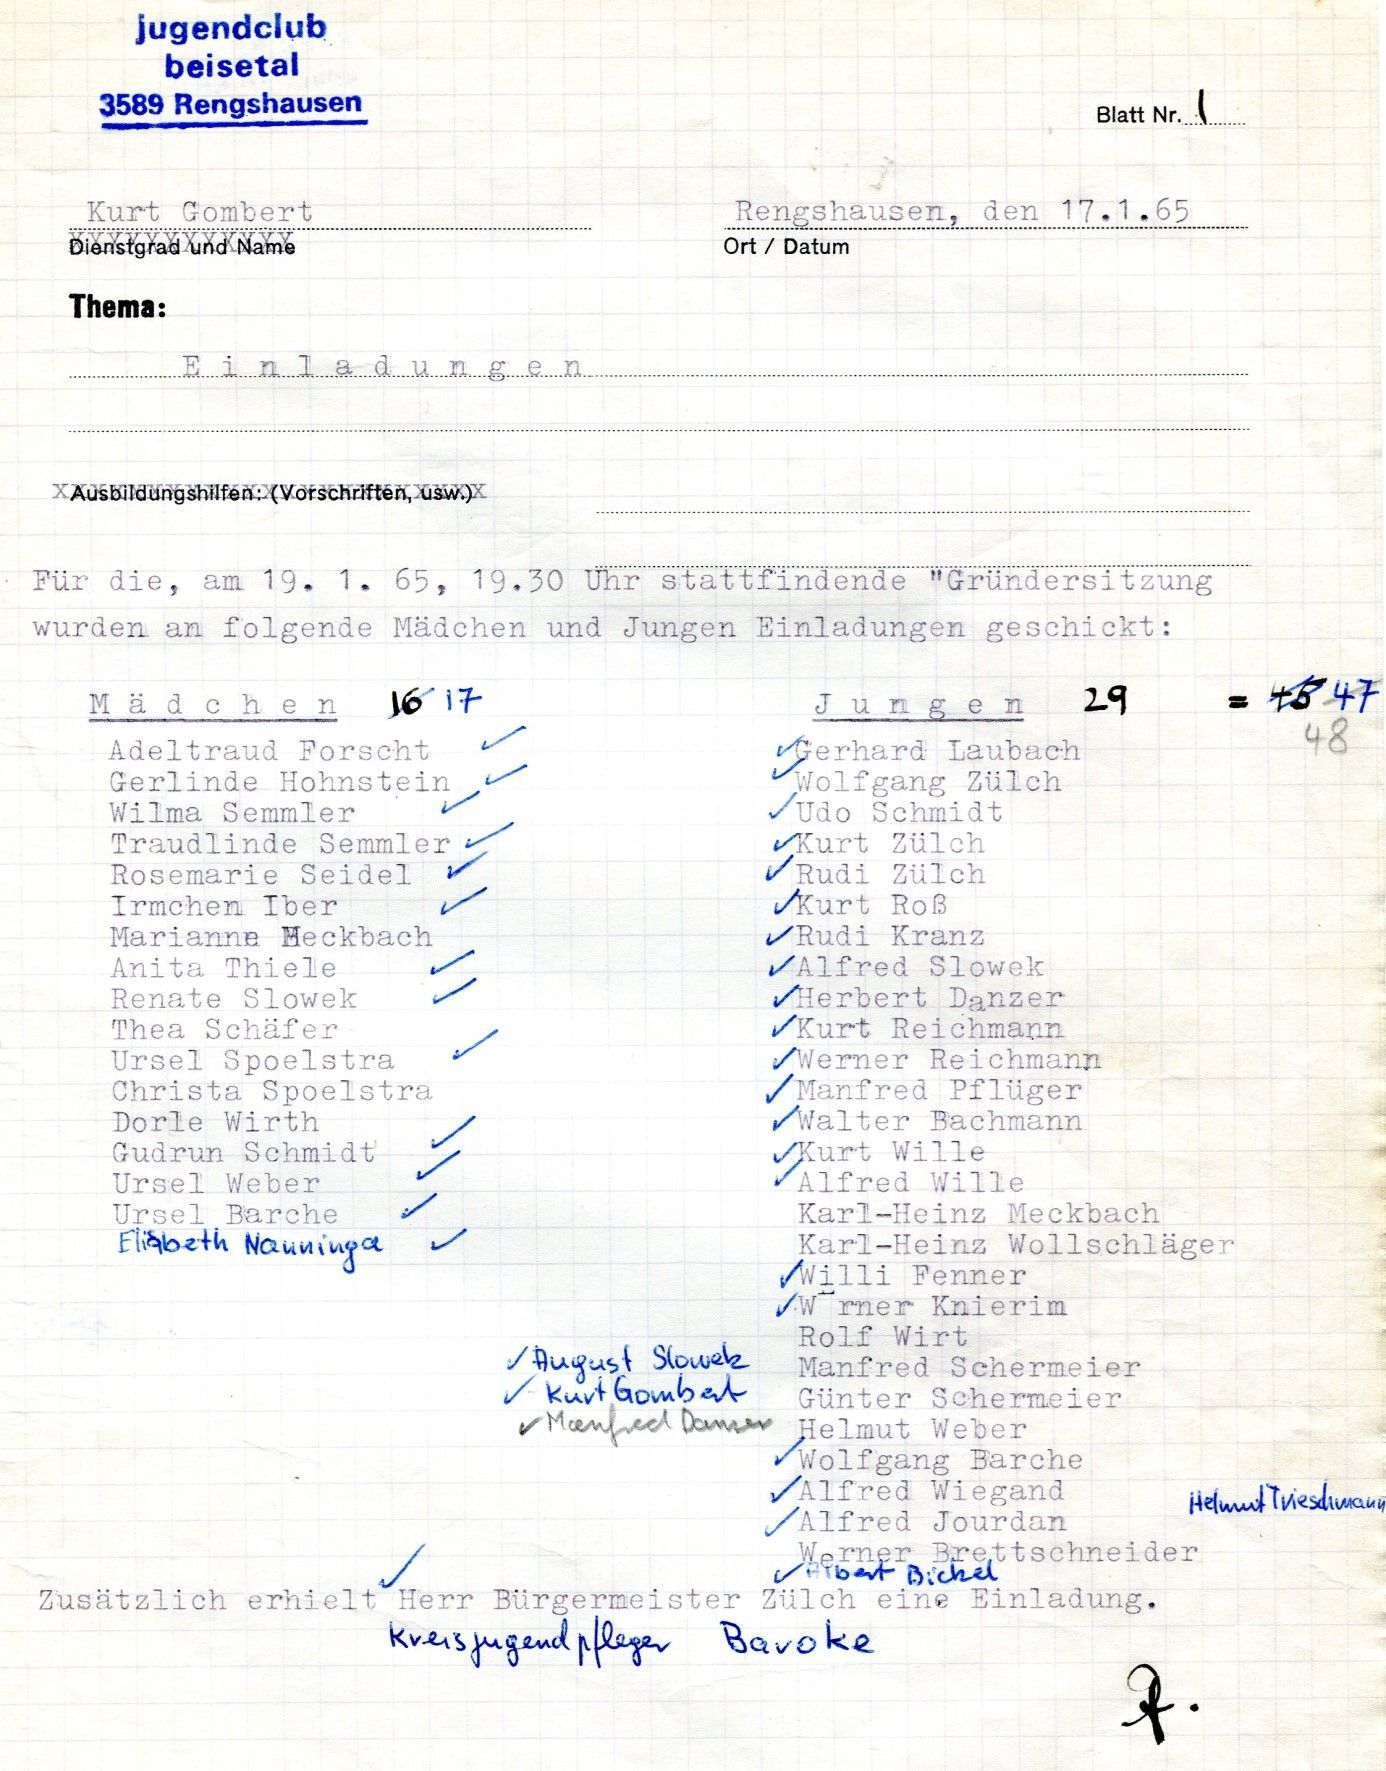 jugendclub
beisetal
3589 Rengshausen
Blatt Nr. 1
Kurt Gombert
Rengshausen, den 17.1.65
Dienstgrad und Name
Ort / Datum
Thema:
Einladungen
Ausbildungshilfen: (Vorschriften, usw.)
Für die, am 19. 1. 65, 19.30 Uhr stattfindende "Gründersitzung
wurden an folgende Mädchen und Jungen Einladungen geschickt:
Mädchen 16 17
Jungen 29 = 45 47
48
Adeltraud Forscht
Gerlinde Hohnstein
Wilma Semmler
Traudlinde Semmler
Rosemarie Seidel
Irmchen Iber
Marianne Meckbach
Anita Thiele
Renate Slowek
Thea Schäfer
Ursel Spoelstra
Christa Spoelstra
Dorle Wirth
Gudrun Schmidt
Ursel Weber
Ursel Barche
Elisabeth Nanninga
Gerhard Laubach
Wolfgang Zülch
Udo Schmidt
Kurt Zülch
Rudi Zülch
Kurt Roß
Rudi Kranz
Alfred Slowek
Herbert Danzer
Kurt Reichmann
Werner Reichmann
Manfred Pflüger
Walter Bachmann
Kurt Wille
Alfred Wille
Karl-Heinz Meckbach
Karl-Heinz Wollschläger
Willi Fenner
W rner Knierim
Rolf Wirt
Manfred Schermeier
Günter Schermeier
Helmut Weber
Wolfgang Barche
Alfred Wiegand
Alfred Jourdan
Werner Brettschneider
Albert Bickel
August Slowek
Kurt Gombert
Manfred Danzer
Helmut Trieschmann
Zusätzlich erhielt Herr Bürgermeister Zülch eine Einladung.
Kreisjugendpfleger Baroke